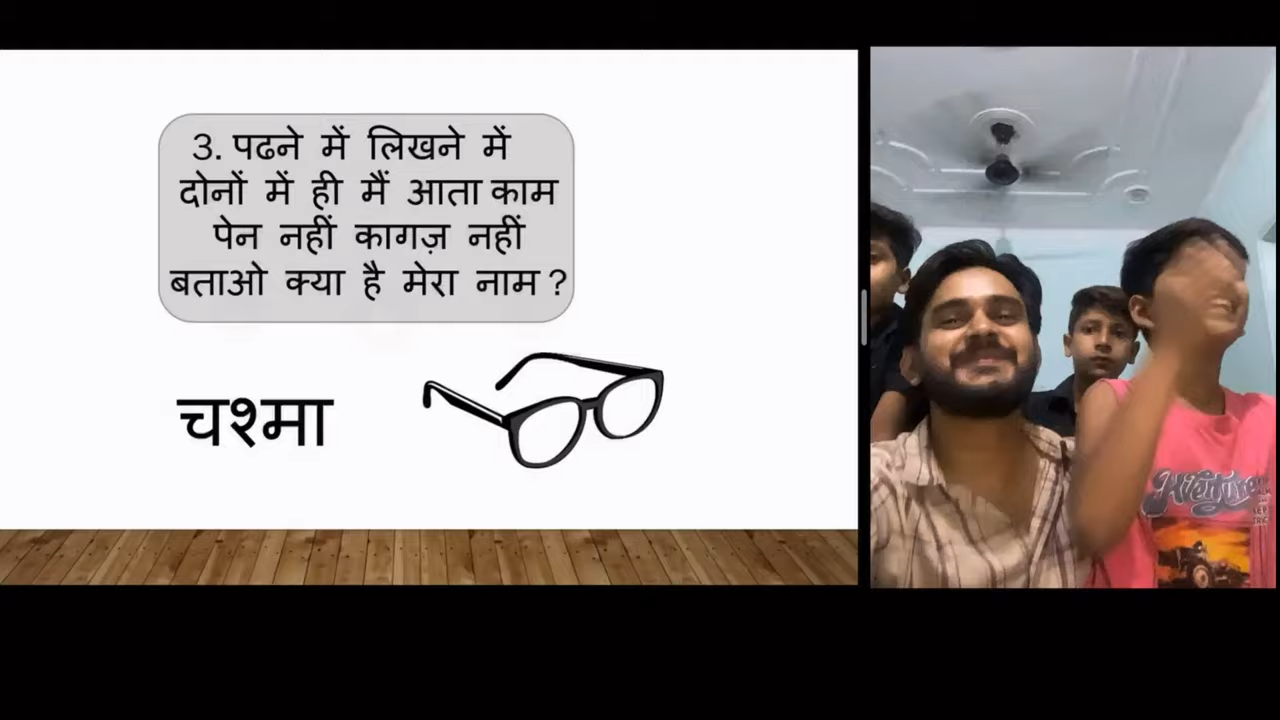 3. पढने में लिखने में
दोनों में ही मैं आता काम
पेन नहीं कागज़ नहीं
बताओ क्या है मेरा नाम ?
चश्मा